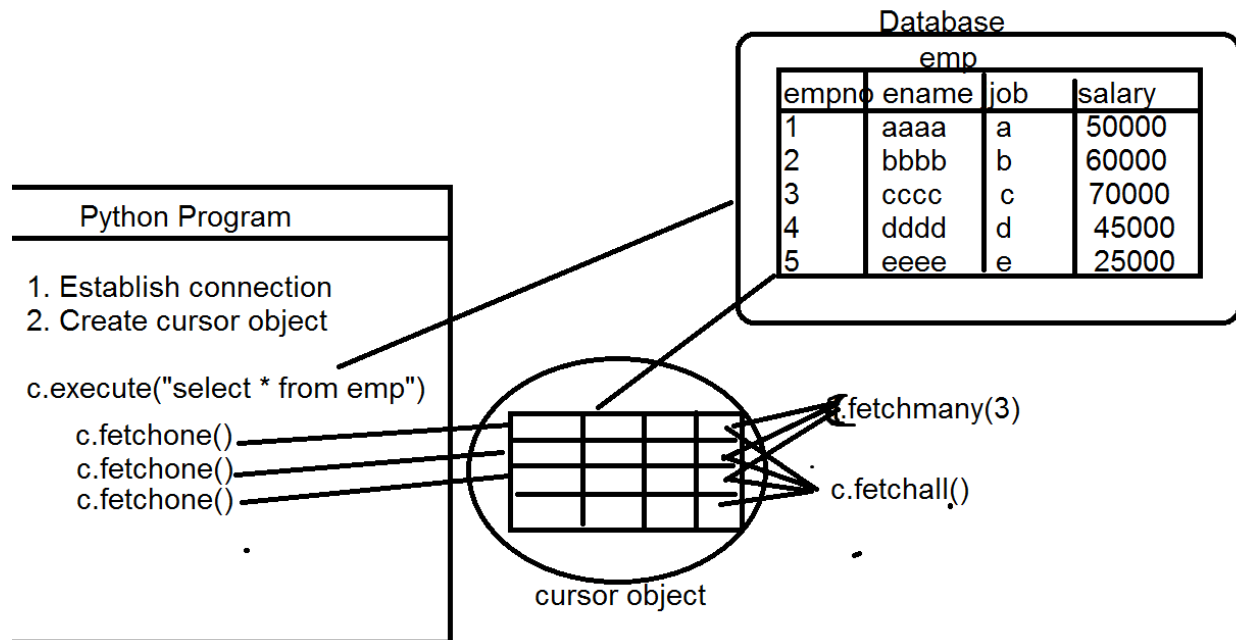 Database
emp
empno ename job salary
1 aaaa a 50000
2 bbbb b 60000
3 cccc c 70000
4 dddd d 45000
5 eeee e 25000
Python Program
1. Establish connection
2. Create cursor object
c.execute("select * from emp")
c.fetchone()
c.fetchone()
c.fetchone()
.fetchmany(3)
c.fetchall()
cursor object